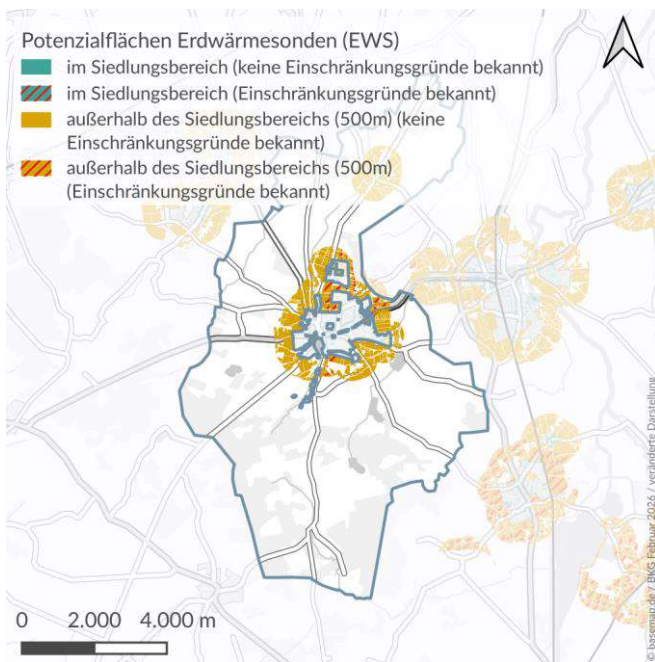 Potenzialflächen Erdwärmesonden (EWS)
im Siedlungsbereich (keine Einschränkungsgründe bekannt)
im Siedlungsbereich (Einschränkungsgründe bekannt)
außerhalb des Siedlungsbereichs (500m) (keine
Einschränkungsgründe bekannt)
außerhalb des Siedlungsbereichs (500m)
(Einschränkungsgründe bekannt)
© basemap.de / BKG Februar 2026 / veränderte Darstellung
0 2.000 4.000 m